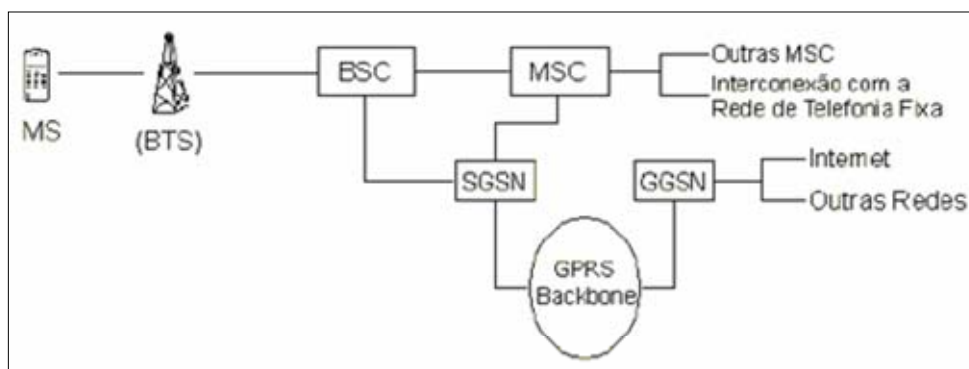 MS
(BTS)
BSC
MSC
Outras MSC
Interconexão com a
Rede de Telefonia Fixa
SGSN
GGSN
Internet
Outras Redes
GPRS
Backbone